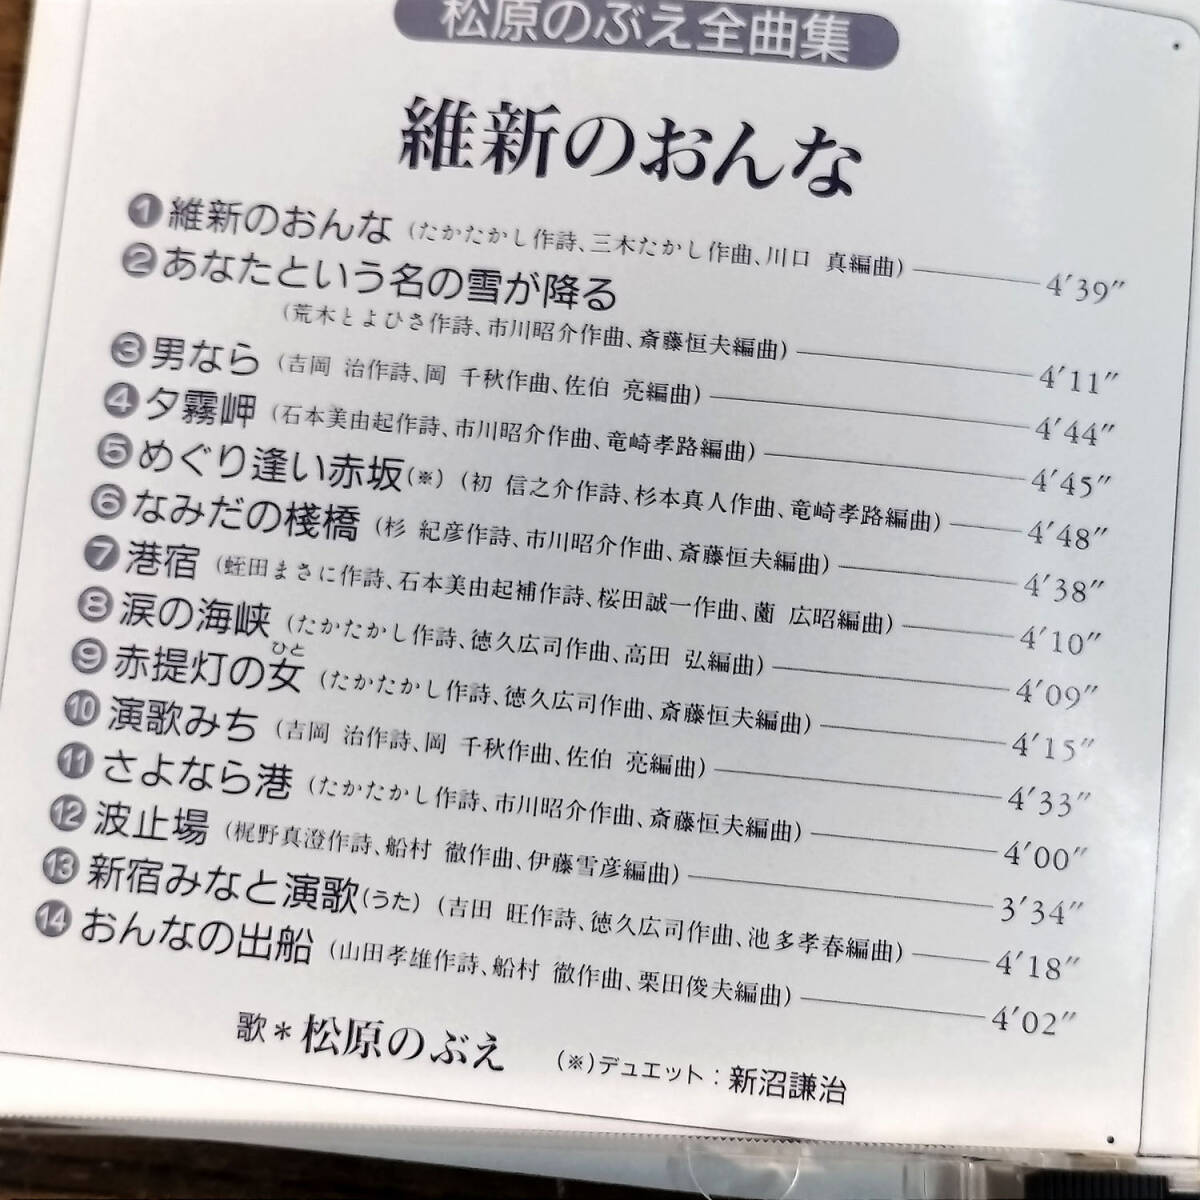 松原のぶえ全曲集
維新のおんな
❶維新のおんな (たかたかし作詩、三木たかし作曲、川口 真編曲) 4′39″
❷あなたという名の雪が降る
(荒木とよひさ作詩、市川昭介作曲、斎藤恒夫編曲) 4′11″
❸男なら (吉岡 治作詩、岡 千秋作曲、佐伯 亮編曲) 4′44″
❹夕霧岬 (石本美由起作詩、市川昭介作曲、竜崎孝路編曲) 4′45″
❺めぐり逢い赤坂(※) (初 信之介作詩、杉本真人作曲、竜崎孝路編曲) 4′48″
❻なみだの棧橋 (杉 紀彦作詩、市川昭介作曲、斎藤恒夫編曲) 4′38″
❼港宿 (蛭田まさに作詩、石本美由起補作詩、桜田誠一作曲、薗 広昭編曲) 4′10″
❽涙の海峡 (たかたかし作詩、徳久広司作曲、高田 弘編曲) 4′09″
ひと
❾赤提灯の女 (たかたかし作詩、徳久広司作曲、斎藤恒夫編曲) 4′15″
❿演歌みち (吉岡 治作詩、岡 千秋作曲、佐伯 亮編曲) 4′33″
⓫さよなら港 (たかたかし作詩、市川昭介作曲、斎藤恒夫編曲) 4′00″
⓬波止場 (梶野真澄作詩、船村 徹作曲、伊藤雪彦編曲) 3′34″
⓭新宿みなと演歌(うた) (吉田 旺作詩、徳久広司作曲、池多孝春編曲) 4′18″
⓮おんなの出船 (山田孝雄作詩、船村 徹作曲、栗田俊夫編曲) 4′02″
歌＊松原のぶえ (※)デュエット：新沼謙治